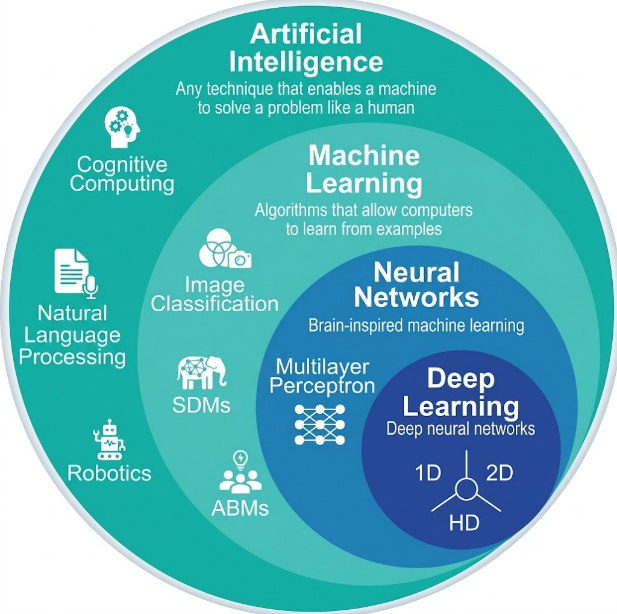 Artificial
Intelligence
Any technique that enables a machine
to solve a problem like a human
Cognitive
Computing
Machine
Learning
Algorithms that allow computers
to learn from examples
Image
Classification
Natural
Language
Processing
Neural
Networks
Brain-inspired machine learning
SDMs
Multilayer
Perceptron
Deep
Learning
Deep neural networks
1D
2D
HD
Robotics
ABMs